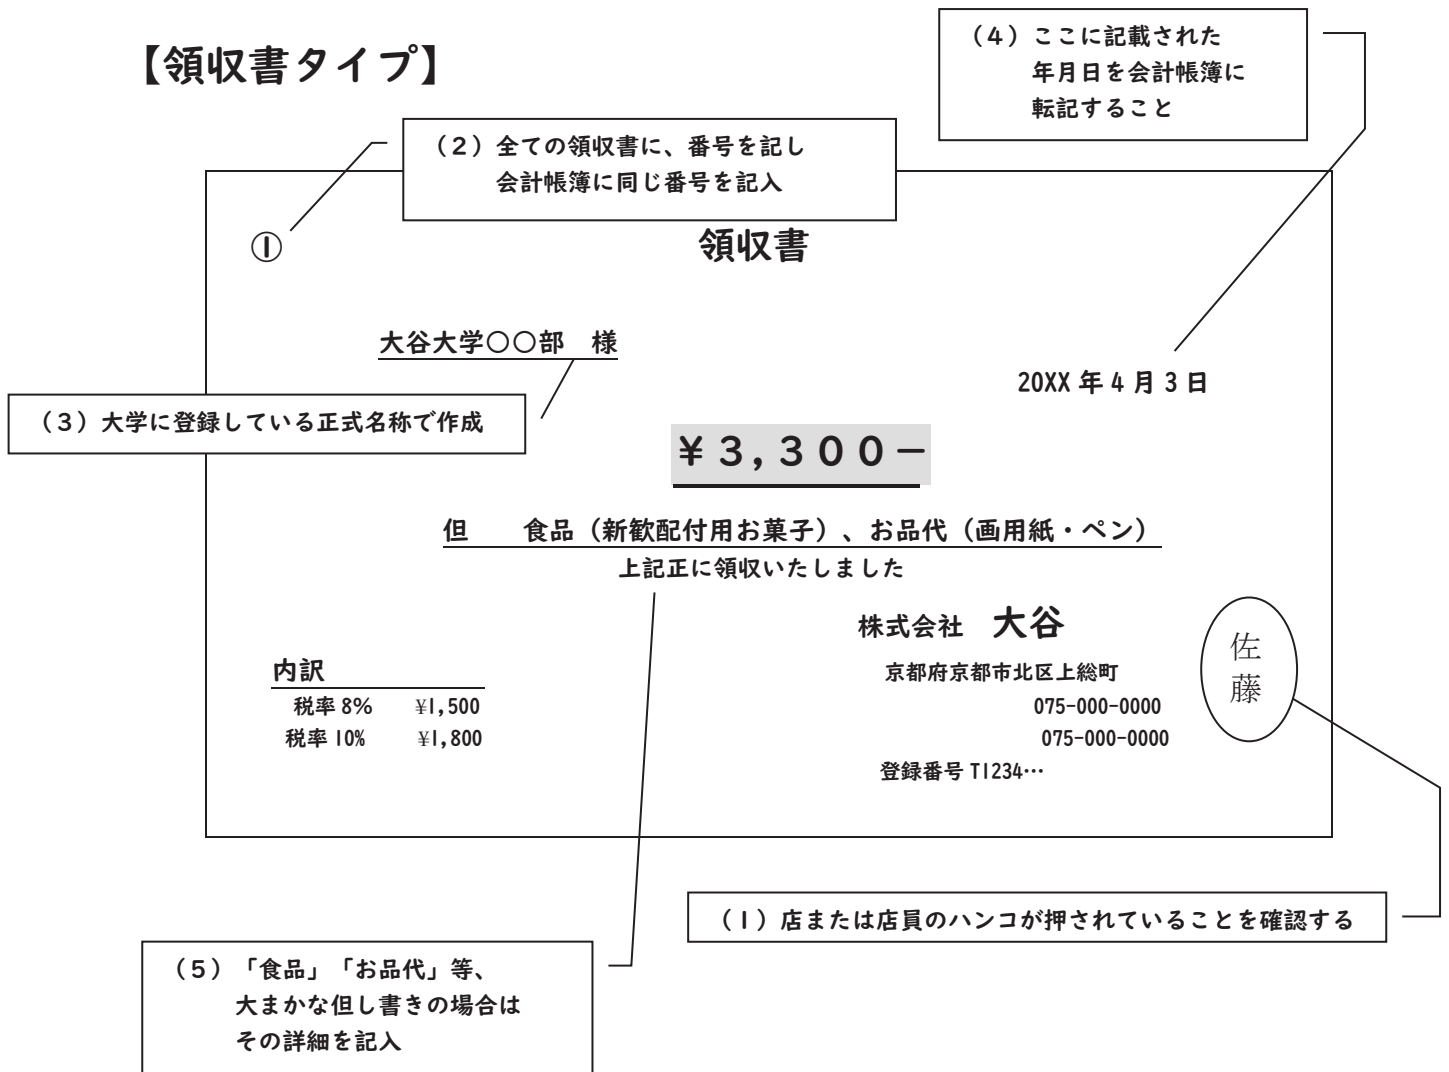 【領収書タイプ】
（４）ここに記載された
年月日を会計帳簿に
転記すること
（２）全ての領収書に、番号を記し
会計帳簿に同じ番号を記入
①
領収書
大谷大学〇〇部　様
20XX 年 4 月 3 日
（３）大学に登録している正式名称で作成
￥３,３００－
但　　食品（新歓配付用お菓子）、お品代（画用紙・ペン）
上記正に領収いたしました
株式会社　大谷
佐藤
内訳
京都府京都市北区上総町
税率 8%　¥1,500
075-000-0000
税率 10%　¥1,800
075-000-0000
登録番号 T1234…
（１）店または店員のハンコが押されていることを確認する
（５）「食品」「お品代」等、
大まかな但し書きの場合は
その詳細を記入